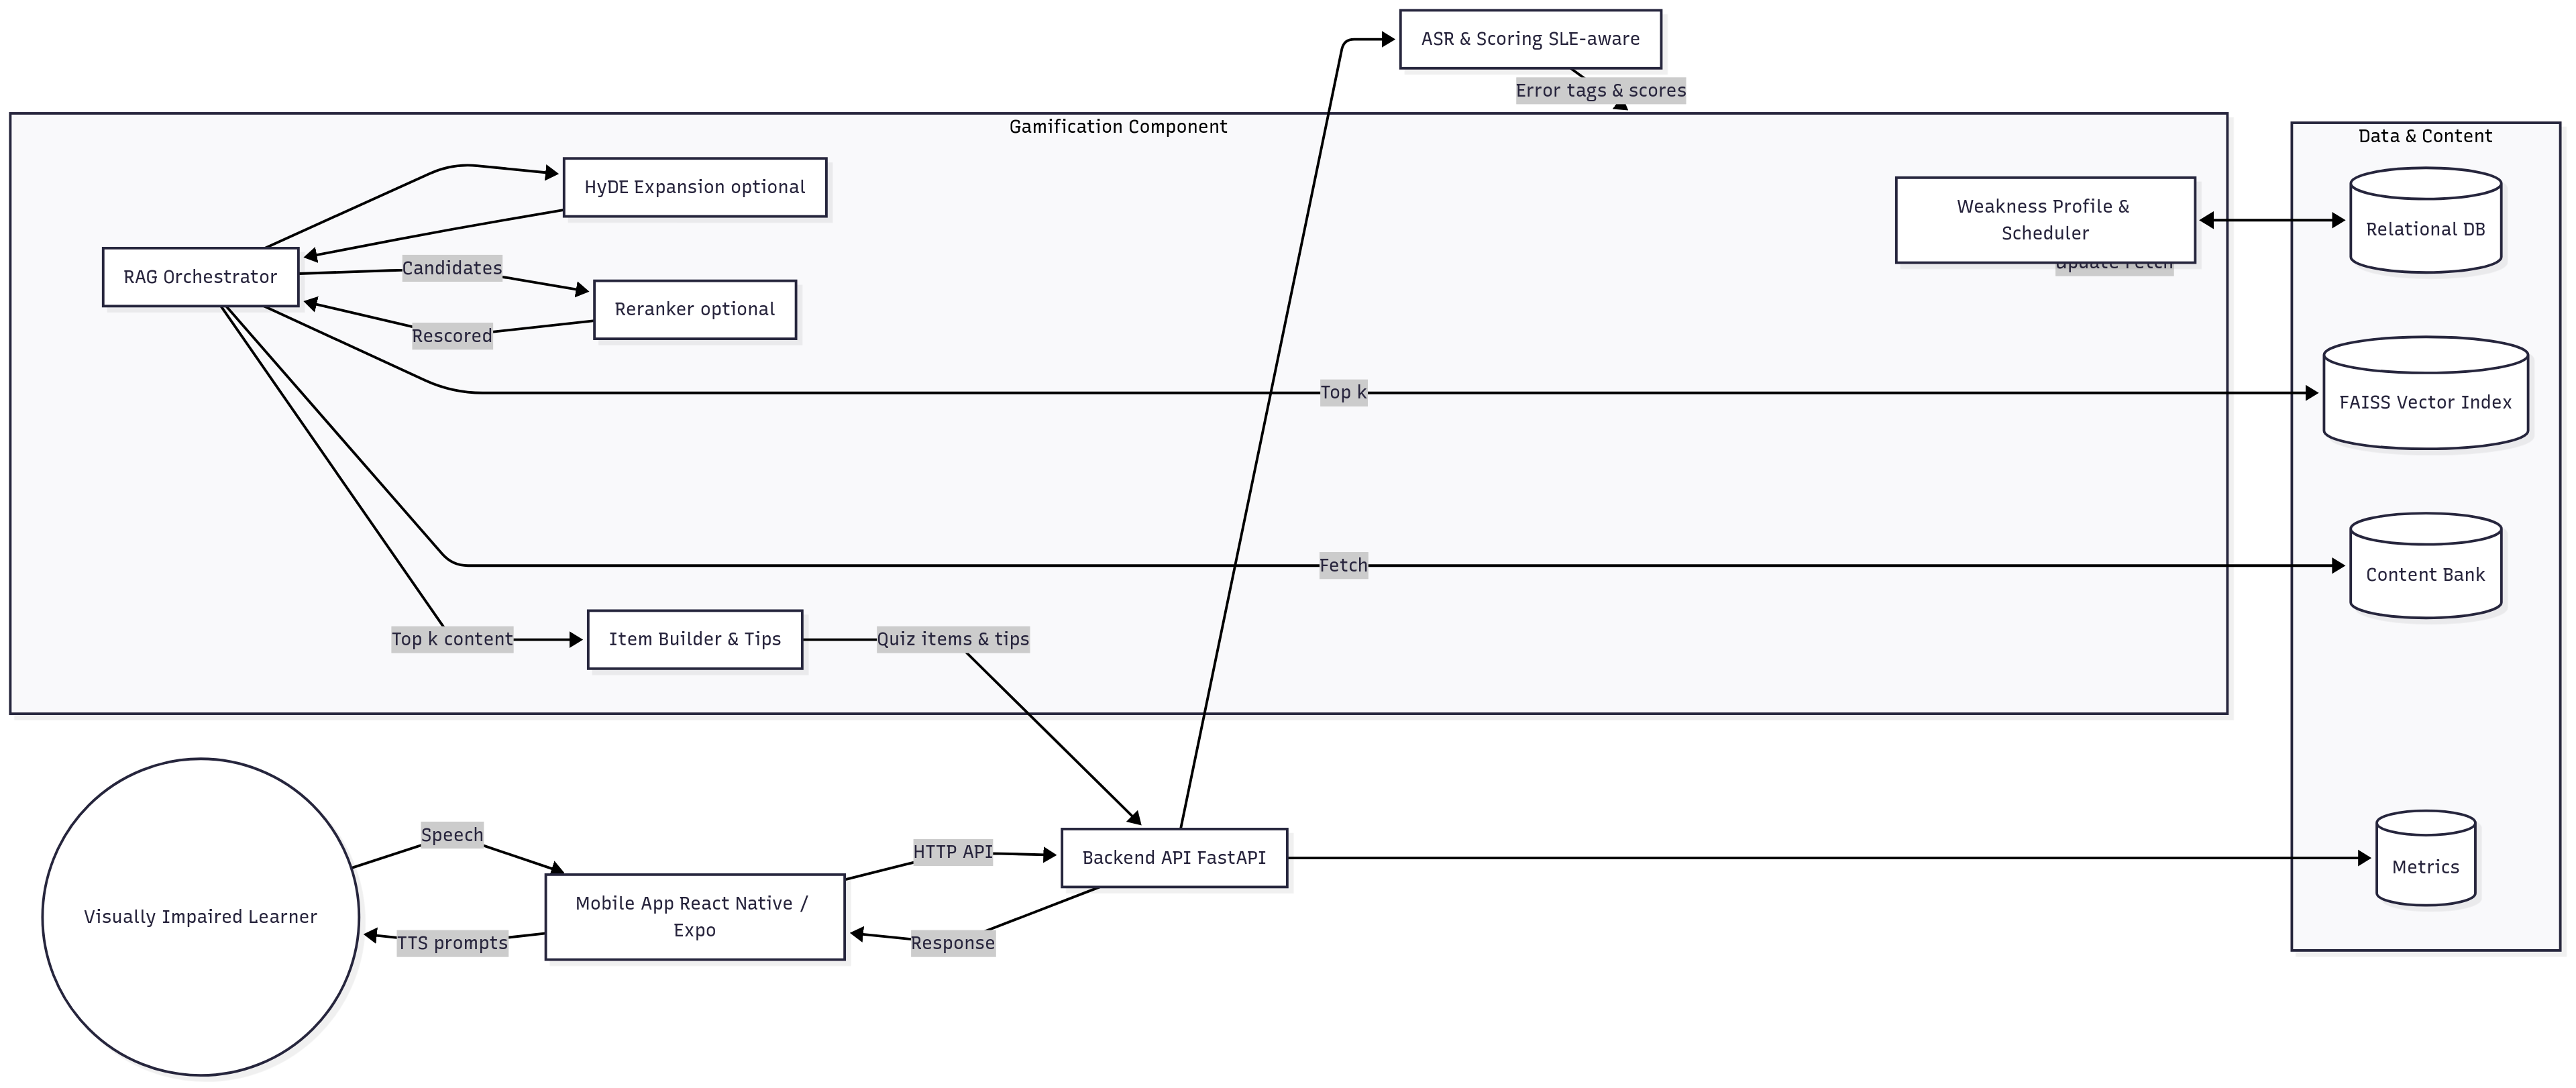 ASR & Scoring SLE-aware
Error tags & scores
Gamification Component
Data & Content
HyDE Expansion optional
Weakness Profile &
Scheduler
Relational DB
Update Fetch
RAG Orchestrator
Candidates
Reranker optional
Rescored
Top k
FAISS Vector Index
Fetch
Content Bank
Top k content
Item Builder & Tips
Quiz items & tips
Speech
HTTP API
Backend API FastAPI
Metrics
Visually Impaired Learner
Mobile App React Native /
Expo
TTS prompts
Response